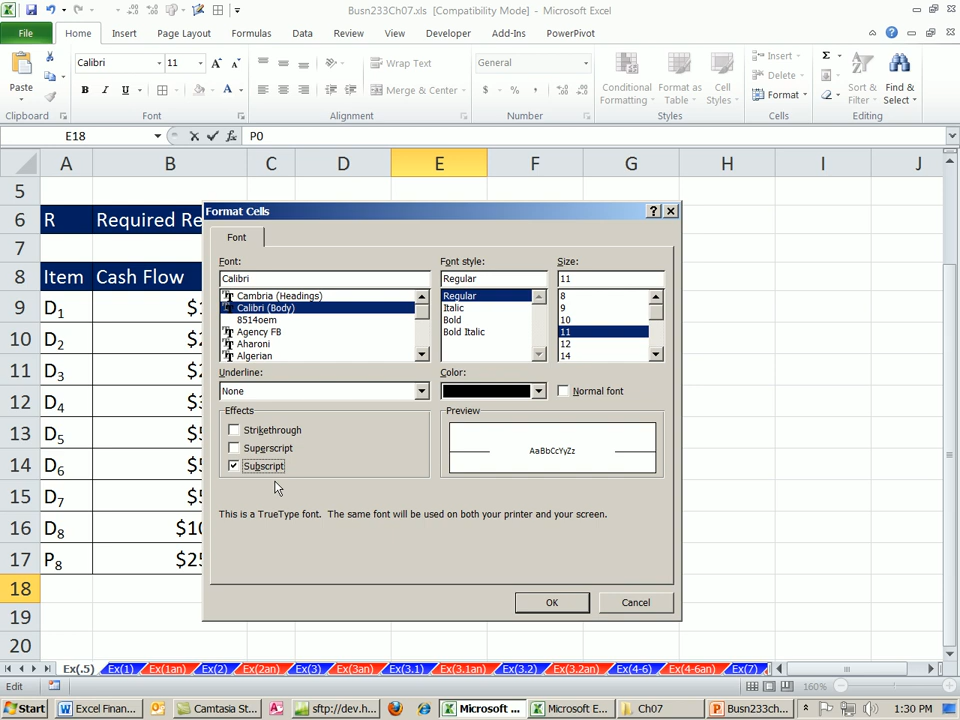 Busn233Ch07.xls [Compatibility Mode] - Microsoft Excel
File Home Insert Page Layout Formulas Data Review View Developer Add-Ins PowerPivot
Calibri 11 Wrap Text General Insert Σ
Paste B I U A Merge & Center $ % , Conditional Formatting Format as Table Cell Styles Delete Format Sort & Filter Find & Select
Clipboard Font Alignment Number Styles Cells Editing
E18 fx P0
A B C D E F G H I J
5
6 R Required Re
7
8 Item Cash Flow
9 D₁ $1
10 D₂ $2
11 D₃ $2
12 D₄ $3
13 D₅ $5
14 D₆ $5
15 D₇ $5
16 D₈ $10
17 P₈ $25
18
19
20
Format Cells
Font
Font: Font style: Size:
Calibri Regular 11
Cambria (Headings) Regular 8
Calibri (Body) Italic 9
8514oem Bold 10
Agency FB Bold Italic 11
Aharoni 12
Algerian 14
Underline: Color:
None Normal font
Effects Preview
Strikethrough
Superscript AaBbCcYyZz
Subscript
This is a TrueType font. The same font will be used on both your printer and your screen.
OK Cancel
Ex(.5) Ex(1) Ex(1an) Ex(2) Ex(2an) Ex(3) Ex(3an) Ex(3.1) Ex(3.1an) Ex(3.2) Ex(3.2an) Ex(4-6) Ex(4-6an) Ex(7)
Edit 160%
Start Excel Finan... Camtasia St... sftp://dev.h... Microsoft ... Microsoft E... Ch07 Busn233ch... 1:30 PM